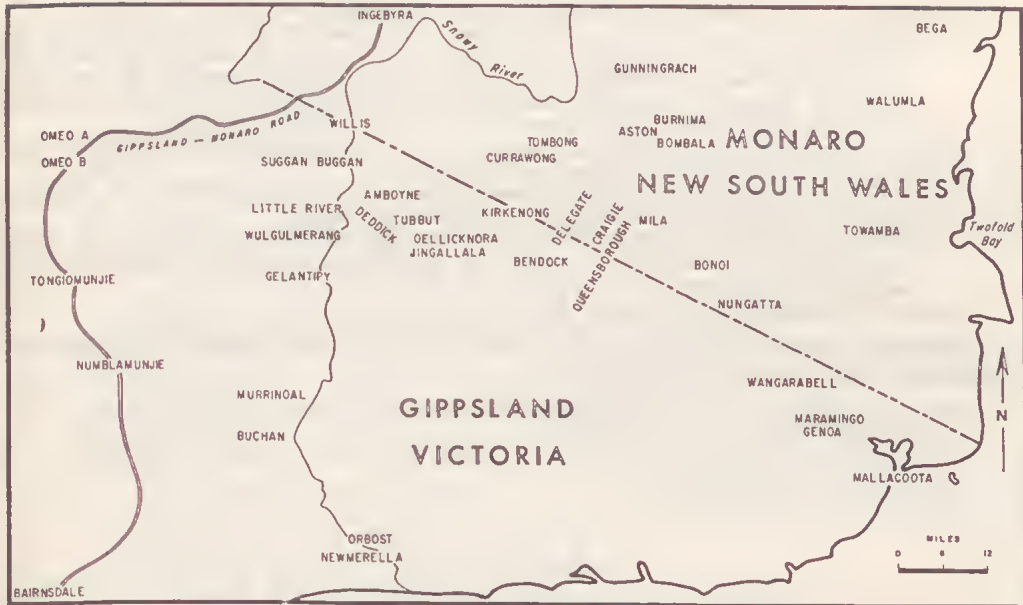 INGEBYRA
Snowy
River
BEGA
GUNNINGRACH
WALUMLA
OMEO A
GIPPSLAND — MONARO ROAD
WILLIS
BURNIMA
ASTON
BOMBALA
MONARO
OMEO B
TOMBONG
CURRAWONG
SUGGAN BUGGAN
NEW SOUTH WALES
AMBOYNE
LITTLE RIVER
DEDDICK
TUBBUT
KIRKENONG
DELEGATE
CRAIGIE
MILA
TOWAMBA
Twofold
Bay
WULGULMERANG
DELLICKNORA
JINGALLALA
BENDOCK
QUEENSBOROUGH
BONDI
GELANTIPY
TONGIOMUNJIE
NUNGATTA
NUMBLAMUNJIE
WANGARABELL
MURRINDAL
GIPPSLAND
VICTORIA
MARAMINGO
GENOA
N
BUCHAN
MALLACOOTA
ORBOST
NEWMERELLA
MILES
0 6 12
BAIRNSDALE